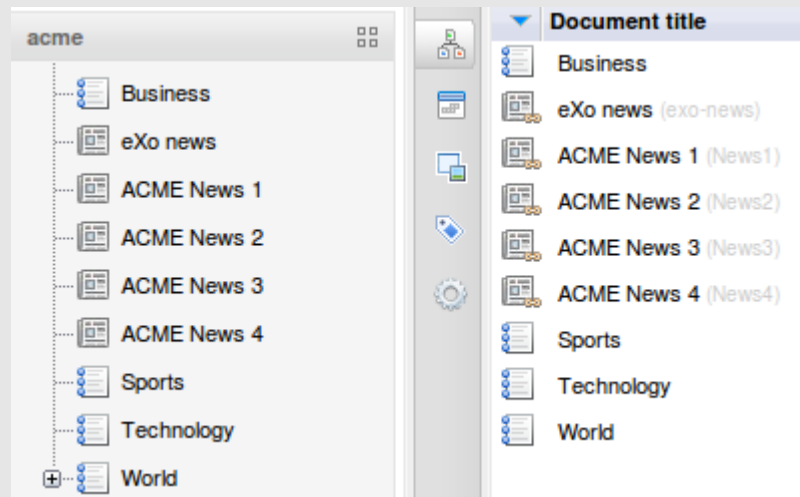 acme
Business
eXo news
ACME News 1
ACME News 2
ACME News 3
ACME News 4
Sports
Technology
World
Document title
Business
eXo news (exo-news)
ACME News 1 (News1)
ACME News 2 (News2)
ACME News 3 (News3)
ACME News 4 (News4)
Sports
Technology
World